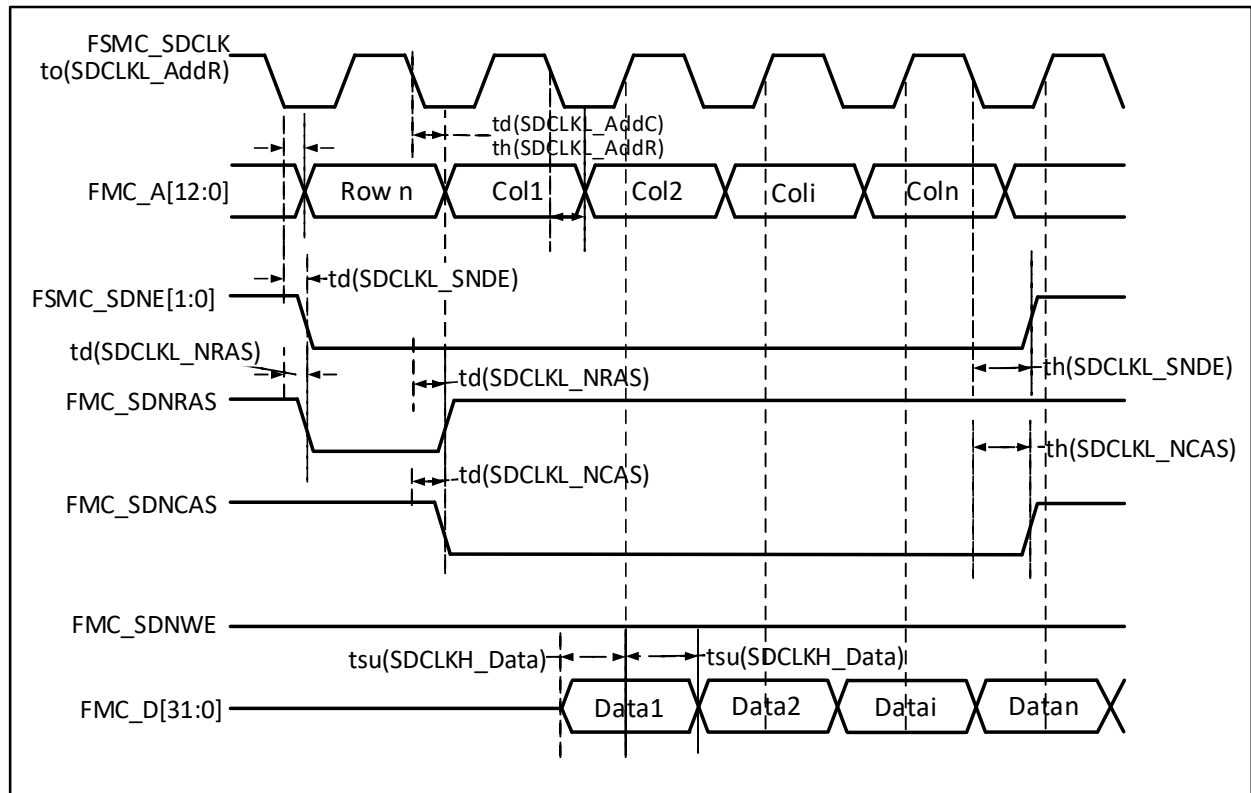 FSMC_SDCLK
to(SDCLKL_AddR)
td(SDCLKL_AddC)
th(SDCLKL_AddR)
FMC_A[12:0]
Row n
Col1
Col2
Coli
Coln
td(SDCLKL_SNDE)
FSMC_SDNE[1:0]
td(SDCLKL_NRAS)
td(SDCLKL_NRAS)
th(SDCLKL_SNDE)
FMC_SDNRAS
th(SDCLKL_NCAS)
td(SDCLKL_NCAS)
FMC_SDNCAS
FMC_SDNWE
tsu(SDCLKH_Data)
tsu(SDCLKH_Data)
FMC_D[31:0]
Data1
Data2
Datai
Datan